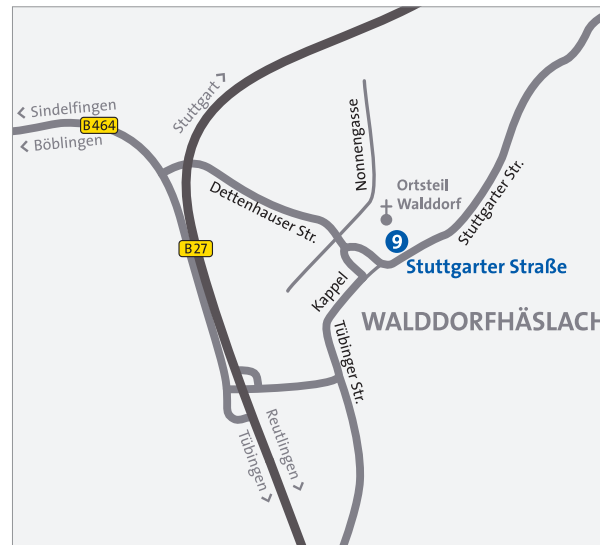 Stuttgart >
< Sindelfingen
B464
< Böblingen
Nonnengasse
Ortsteil
Walddorf
Dettenhauser Str.
Stuttgarter Str.
9
B27
Stuttgarter Straße
Kappel
WALDDORFHÄSLACH
Tübinger Str.
Reutlingen >
Tübingen >